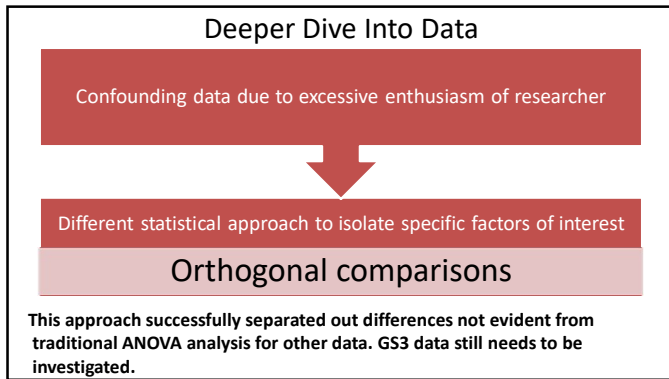 Deeper Dive Into Data
Confounding data due to excessive enthusiasm of researcher
Different statistical approach to isolate specific factors of interest
Orthogonal comparisons
This approach successfully separated out differences not evident from
traditional ANOVA analysis for other data. GS3 data still needs to be
investigated.